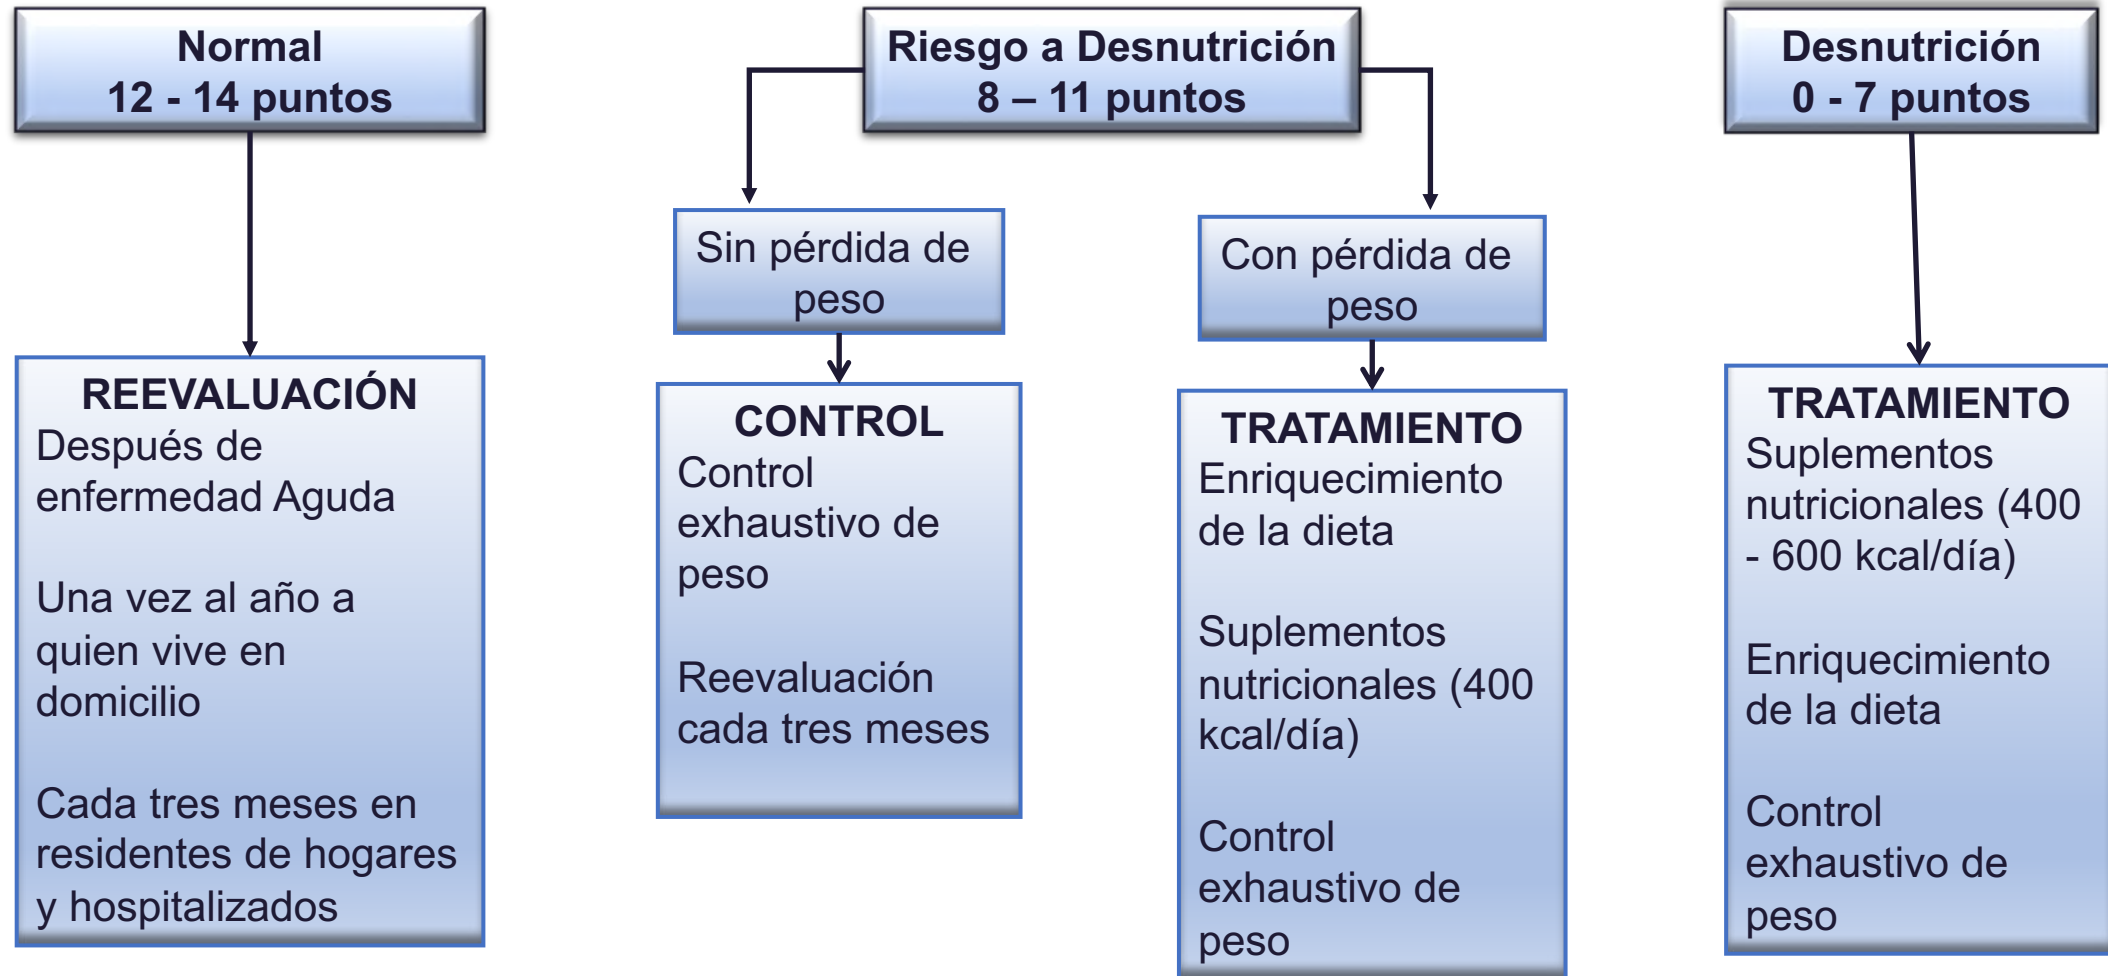 Normal
12 - 14 puntos
Riesgo a Desnutrición
8 – 11 puntos
Desnutrición
0 - 7 puntos
Sin pérdida de
peso
Con pérdida de
peso
REEVALUACIÓN
Después de
enfermedad Aguda
Una vez al año a
quien vive en
domicilio
Cada tres meses en
residentes de hogares
y hospitalizados
CONTROL
Control
exhaustivo de
peso
Reevaluación
cada tres meses
TRATAMIENTO
Enriquecimiento
de la dieta
Suplementos
nutricionales (400
kcal/día)
Control
exhaustivo de
peso
TRATAMIENTO
Suplementos
nutricionales (400
- 600 kcal/día)
Enriquecimiento
de la dieta
Control
exhaustivo de
peso